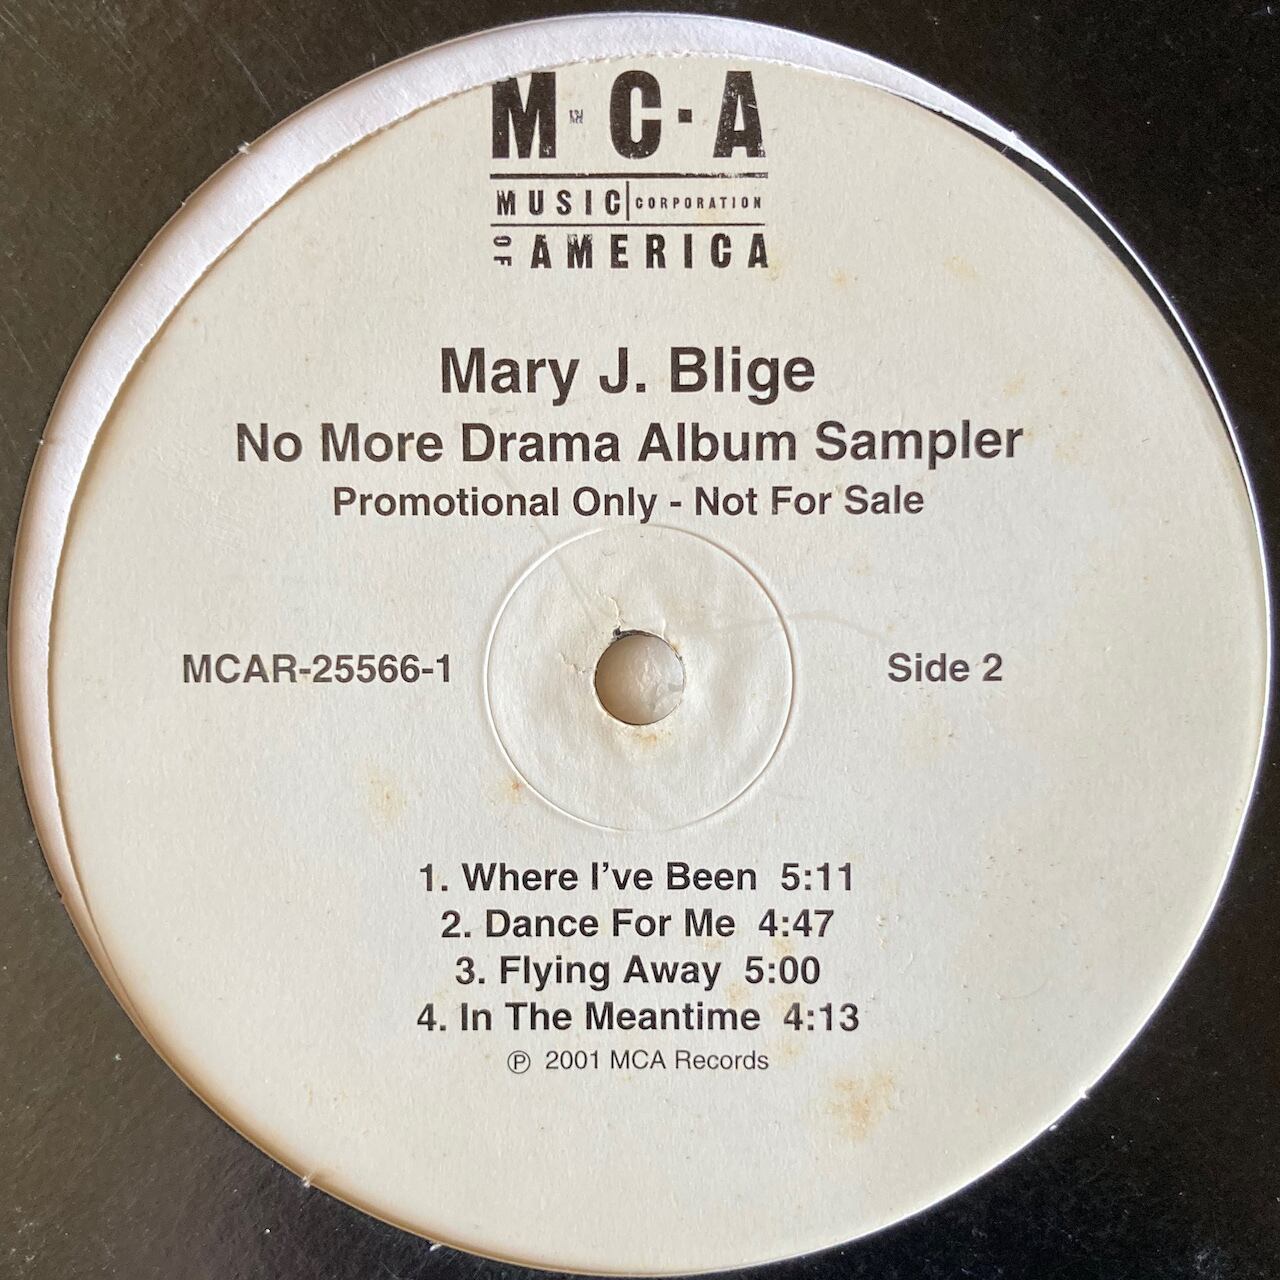 M IN C · A
MUSIC CORPORATION
OF AMERICA
Mary J. Blige
No More Drama Album Sampler
Promotional Only - Not For Sale
MCAR-25566-1 Side 2
1. Where I've Been 5:11
2. Dance For Me 4:47
3. Flying Away 5:00
4. In The Meantime 4:13
℗ 2001 MCA Records